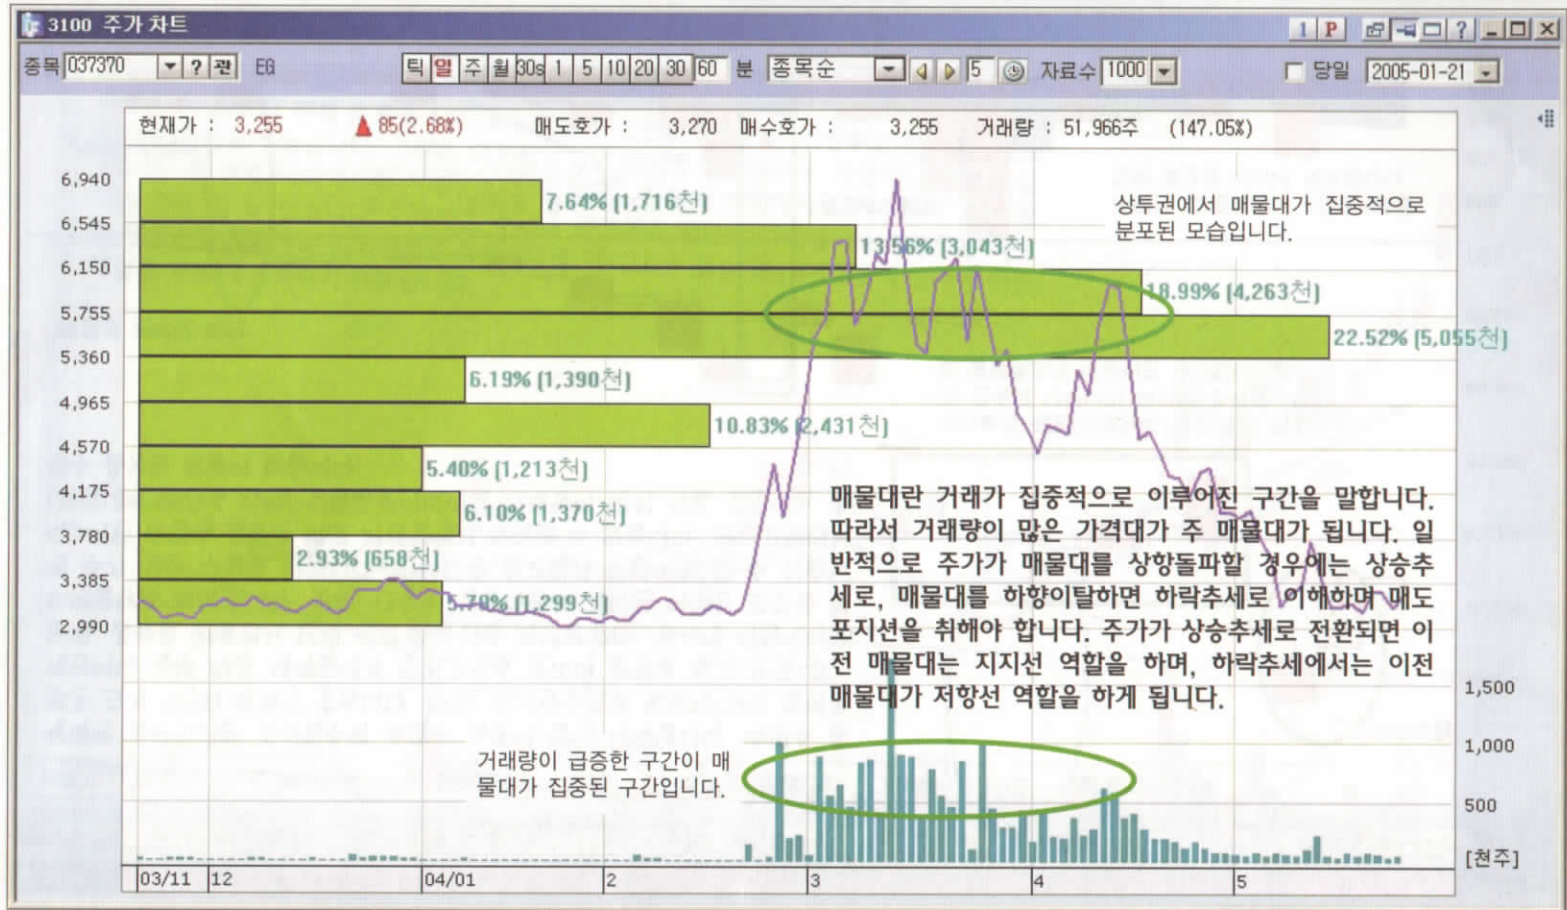 3100 주가 차트
1 P ?
종목 037370 ? 관 EG 틱 일 주 월 30s 1 5 10 20 30 60 분 종목순 5 자료수 1000 당일 2005-01-21
현재가 : 3,255 ▲ 85(2.68%) 매도호가 : 3,270 매수호가 : 3,255 거래량 : 51,966주 (147.05%)
6,940
7.64% (1,716천)
상투권에서 매물대가 집중적으로
분포된 모습입니다.
6,545
13,56% (3,043천)
6,150
18.99% (4,263천)
5,755
22.52% (5,055천)
5,360
6.19% (1,390천)
4,965
10.83% (2,431천)
4,570
5.40% (1,213천)
4,175
6.10% (1,370천)
3,780
2.93% (658천)
3,385
5.79% (1,299천)
2,990
매물대란 거래가 집중적으로 이루어진 구간을 말합니다.
따라서 거래량이 많은 가격대가 주 매물대가 됩니다. 일
반적으로 주가가 매물대를 상항돌파할 경우에는 상승추
세로, 매물대를 하향이탈하면 하락추세로 이해하며 매도
포지션을 취해야 합니다. 주가가 상승추세로 전환되면 이
전 매물대는 지지선 역할을 하며, 하락추세에서는 이전
매물대가 저항선 역할을 하게 됩니다.
1,500
1,000
500
[천주]
거래량이 급증한 구간이 매
물대가 집중된 구간입니다.
03/11 12 04/01 2 3 4 5